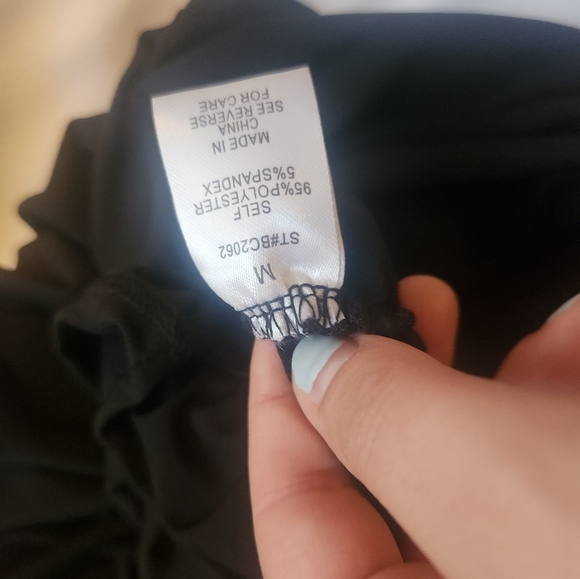 M
ST#BC2062
SELF
95%POLYESTER
5%SPANDEX
MADE IN
CHINA
SEE REVERSE
FOR CARE